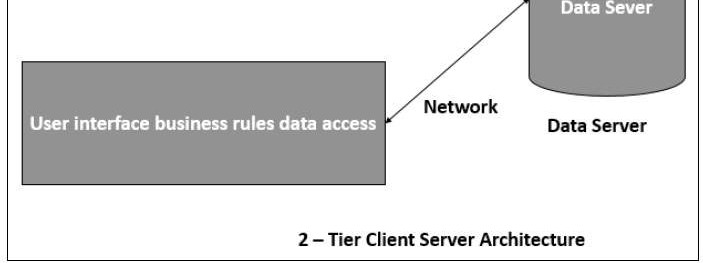 Data Sever
Network
User interface business rules data access
Data Server
2 – Tier Client Server Architecture